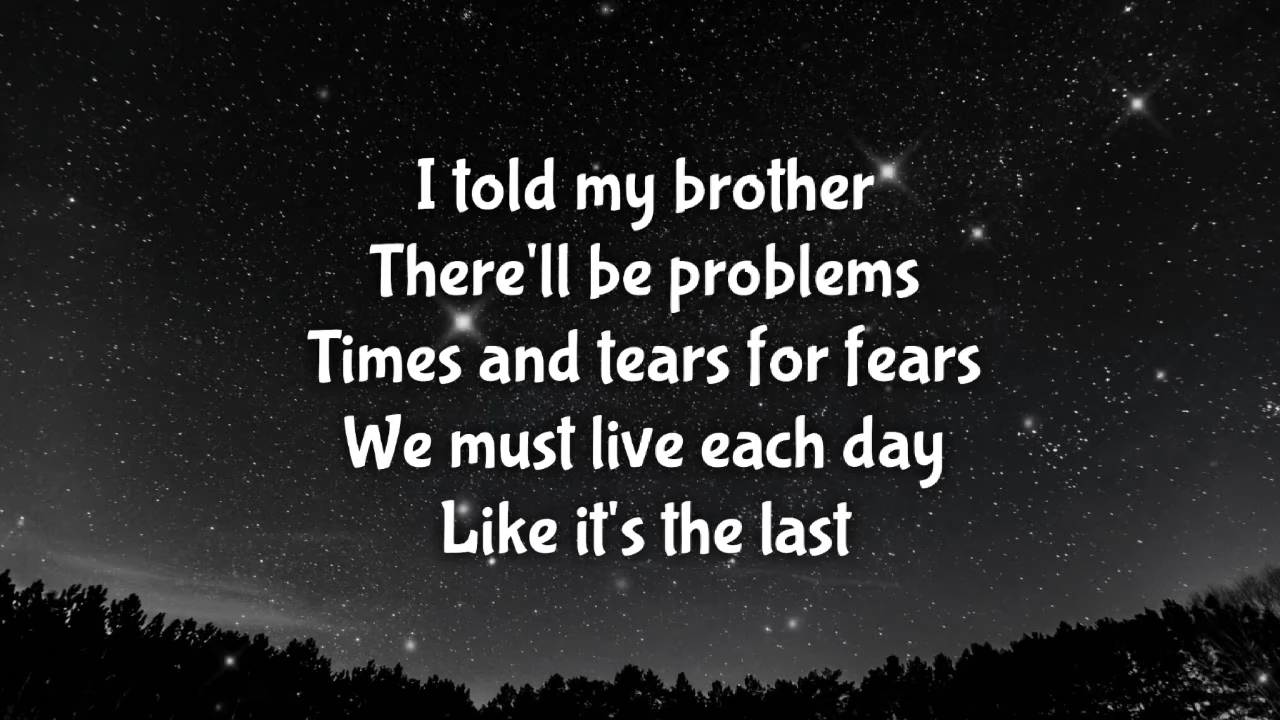 I told my brother
There'll be problems
Times and tears for fears
We must live each day
Like it's the last